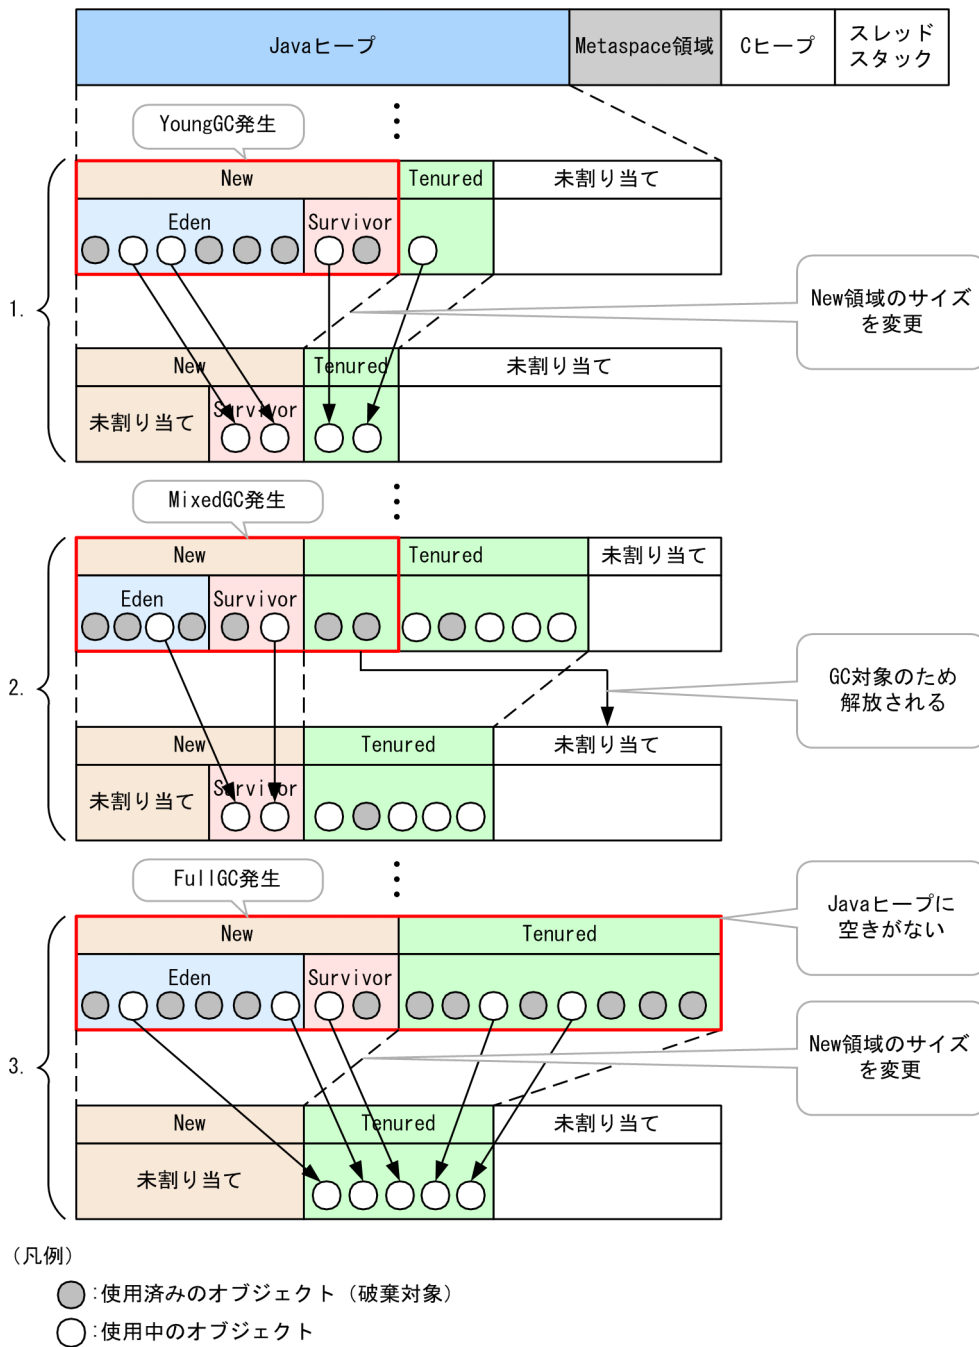 Javaヒープ
Metaspace領域
Cヒープ
スレッド
スタック
YoungGC発生
New
Tenured
未割り当て
Eden
Survivor
1.
New領域のサイズ
を変更
New
Tenured
未割り当て
未割り当て
Survivor
MixedGC発生
New
Tenured
未割り当て
Eden
Survivor
2.
GC対象のため
解放される
New
Tenured
未割り当て
未割り当て
Survivor
FullGC発生
Javaヒープに
空きがない
New
Tenured
Eden
Survivor
3.
New領域のサイズ
を変更
New
Tenured
未割り当て
未割り当て
(凡例)
:使用済みのオブジェクト(破棄対象)
:使用中のオブジェクト